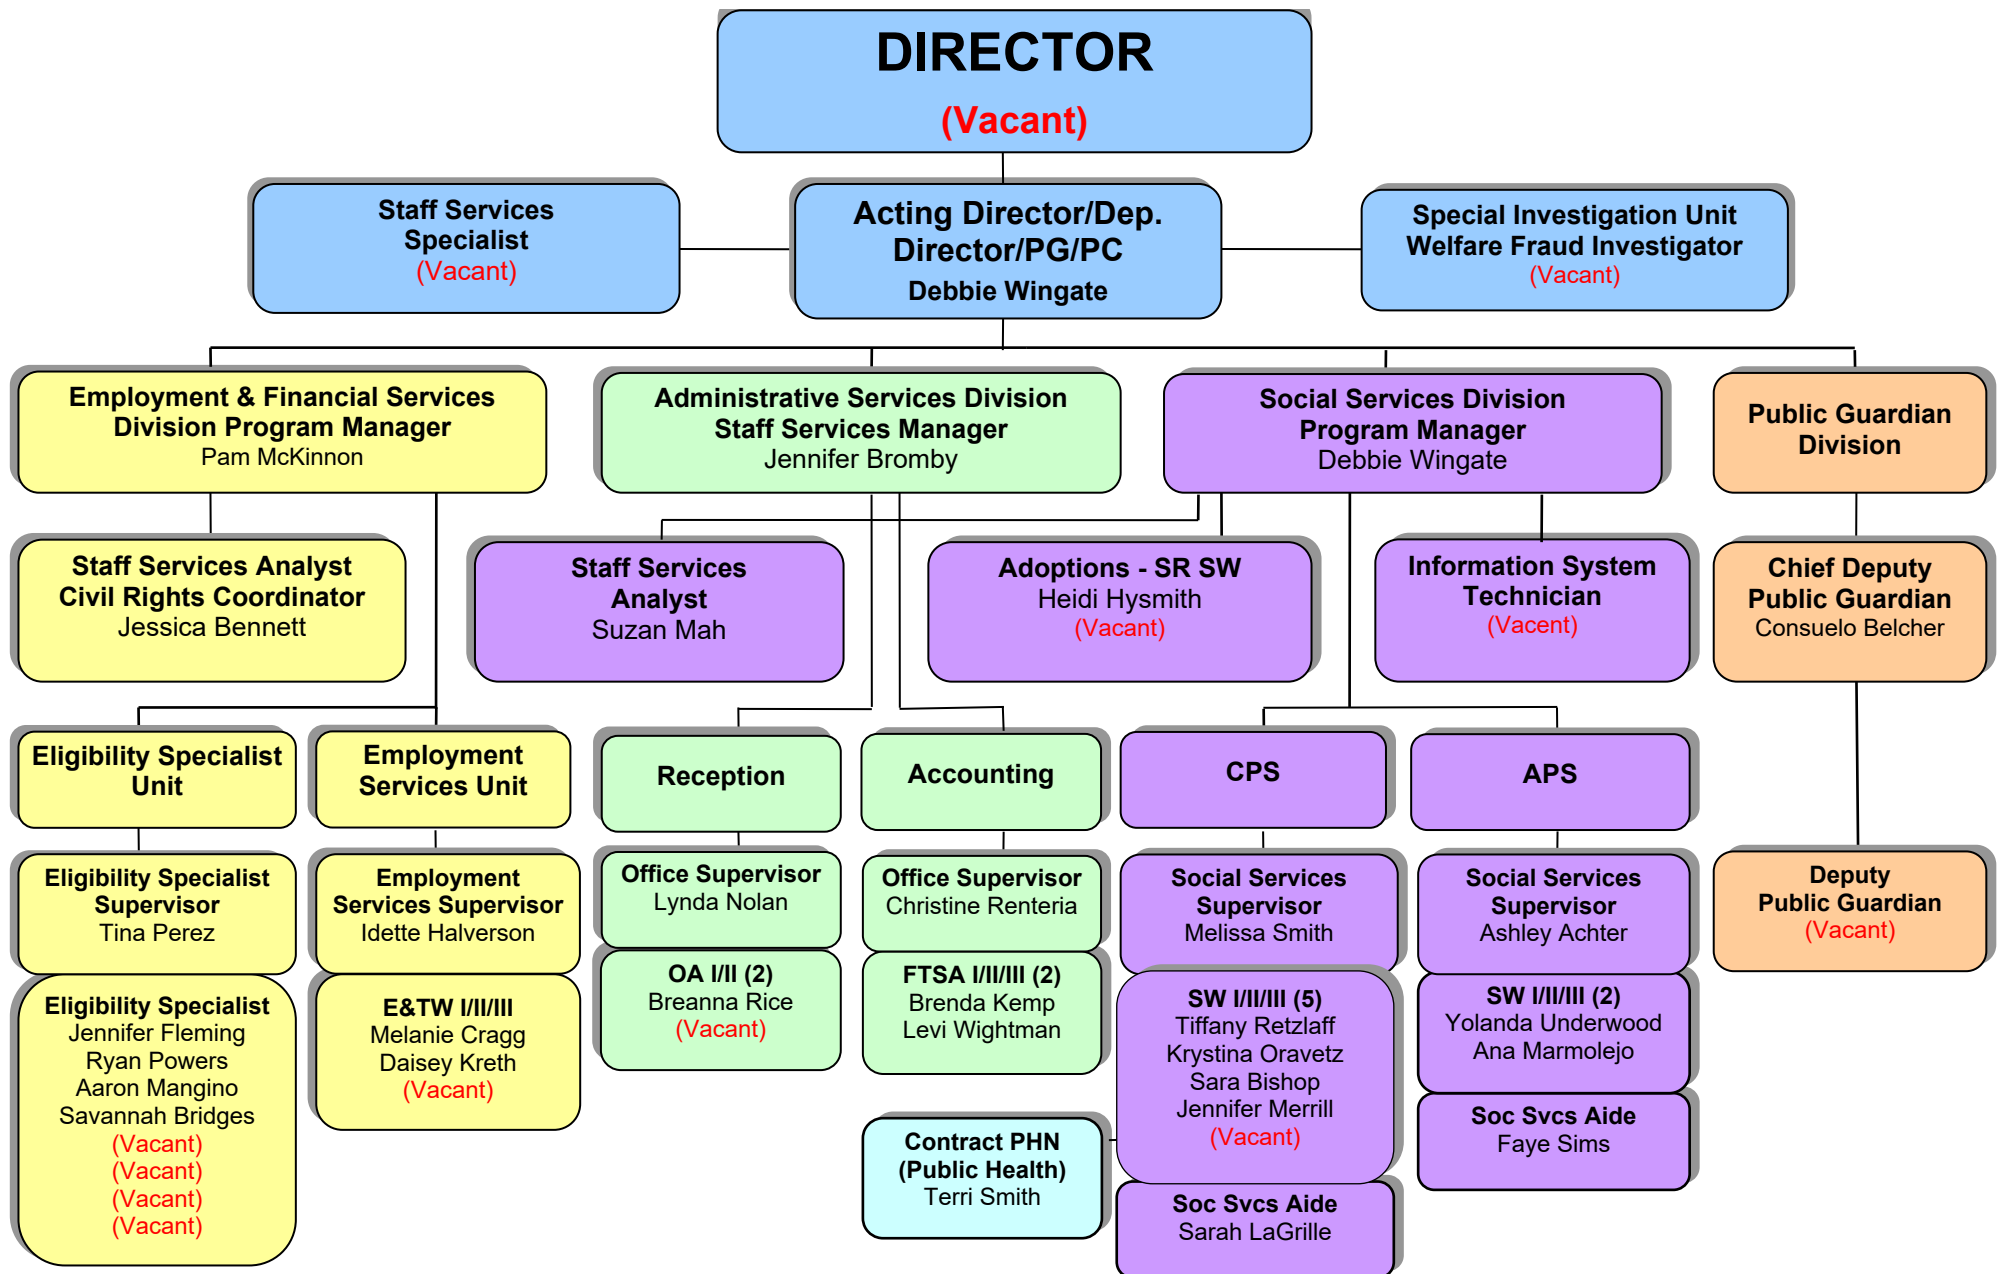 DIRECTOR
(Vacant)
Staff Services
Specialist
(Vacant)
Acting Director/Dep.
Director/PG/PC
Debbie Wingate
Special Investigation Unit
Welfare Fraud Investigator
(Vacant)
Employment & Financial Services
Division Program Manager
Pam McKinnon
Administrative Services Division
Staff Services Manager
Jennifer Bromby
Social Services Division
Program Manager
Debbie Wingate
Public Guardian
Division
Staff Services Analyst
Civil Rights Coordinator
Jessica Bennett
Staff Services
Analyst
Suzan Mah
Adoptions - SR SW
Heidi Hysmith
(Vacant)
Information System
Technician
(Vacent)
Chief Deputy
Public Guardian
Consuelo Belcher
Eligibility Specialist
Unit
Employment
Services Unit
Reception
Accounting
CPS
APS
Eligibility Specialist
Supervisor
Tina Perez
Employment
Services Supervisor
Idette Halverson
Office Supervisor
Lynda Nolan
Office Supervisor
Christine Renteria
Social Services
Supervisor
Melissa Smith
Social Services
Supervisor
Ashley Achter
Deputy
Public Guardian
(Vacant)
Eligibility Specialist
Jennifer Fleming
Ryan Powers
Aaron Mangino
Savannah Bridges
(Vacant)
(Vacant)
(Vacant)
(Vacant)
E&TW I/II/III
Melanie Cragg
Daisey Kreth
(Vacant)
OA I/II (2)
Breanna Rice
(Vacant)
FTSA I/II/III (2)
Brenda Kemp
Levi Wightman
SW I/II/III (5)
Tiffany Retzlaff
Krystina Oravetz
Sara Bishop
Jennifer Merrill
(Vacant)
SW I/II/III (2)
Yolanda Underwood
Ana Marmolejo
Contract PHN
(Public Health)
Terri Smith
Soc Svcs Aide
Faye Sims
Soc Svcs Aide
Sarah LaGrille